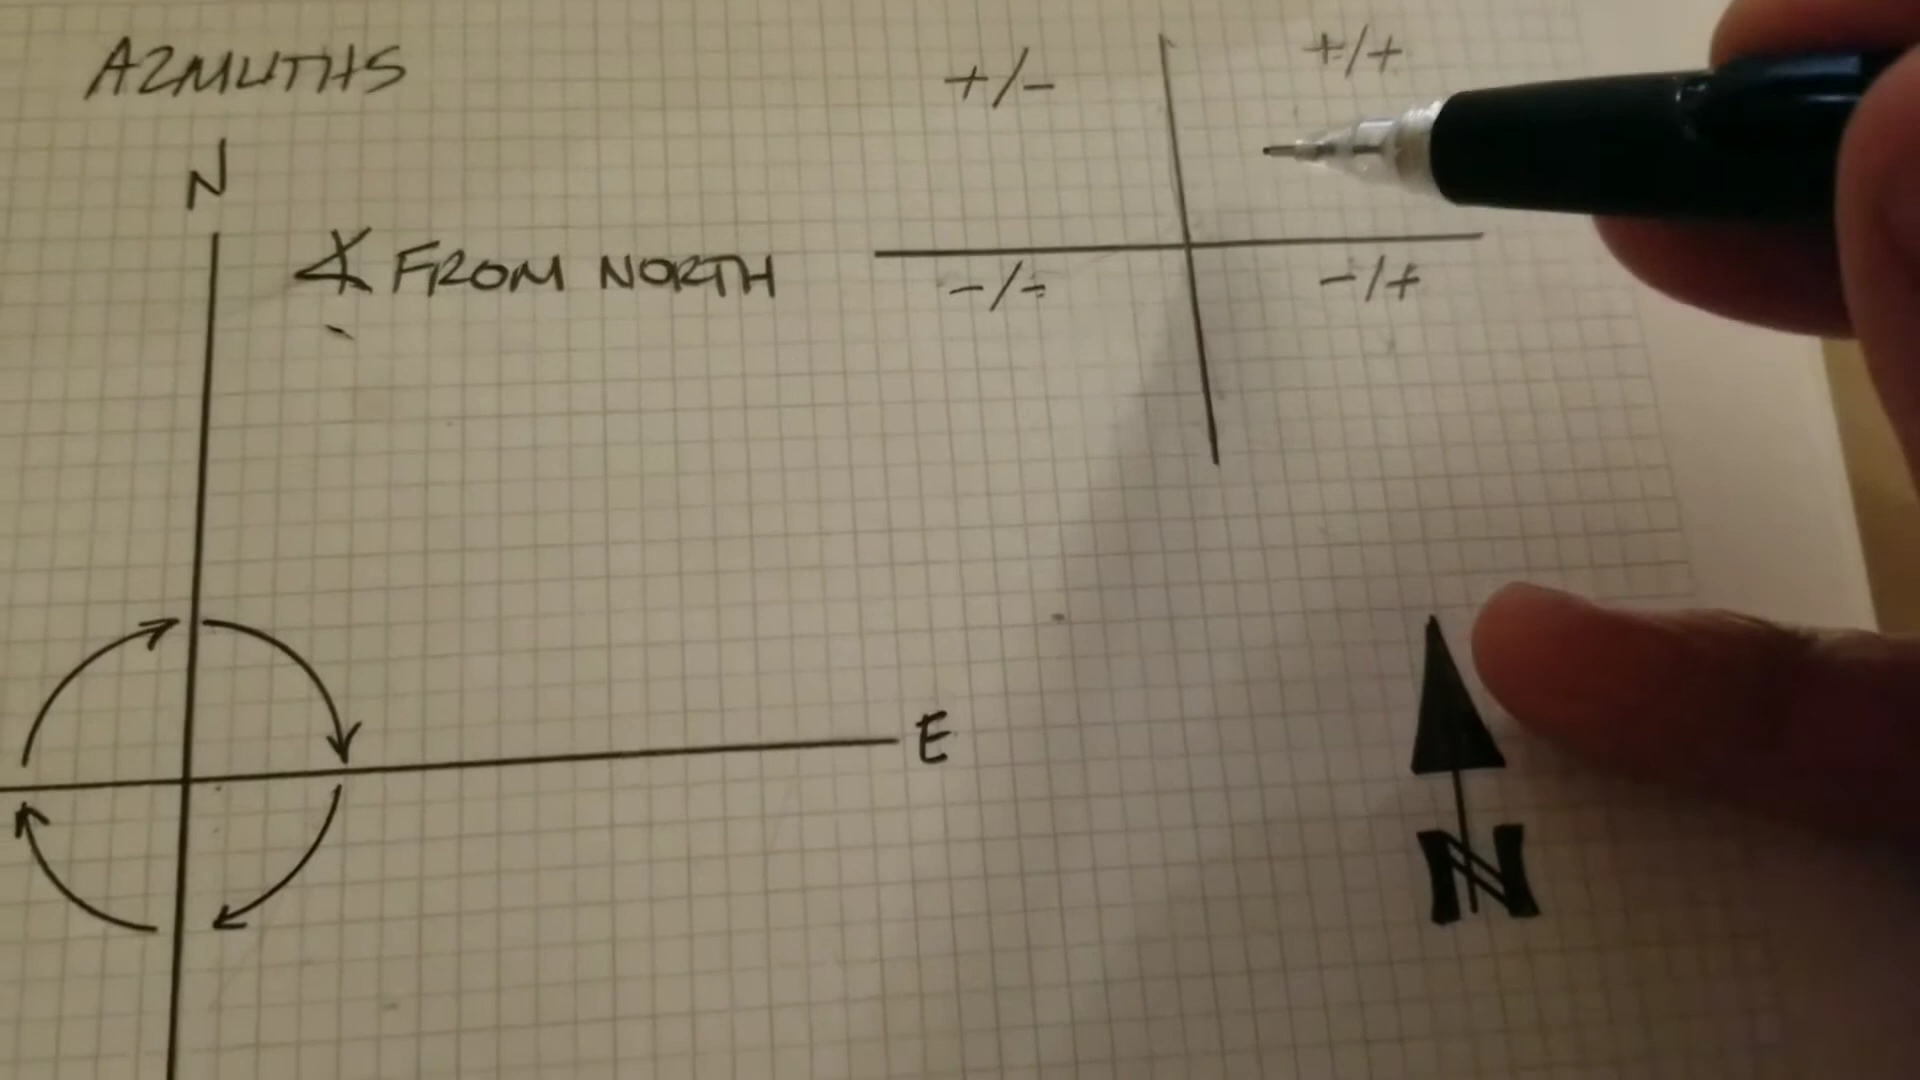 AZMUTHS
N
∡ FROM NORTH
+/-
+/+
-/-
-/+
E
N